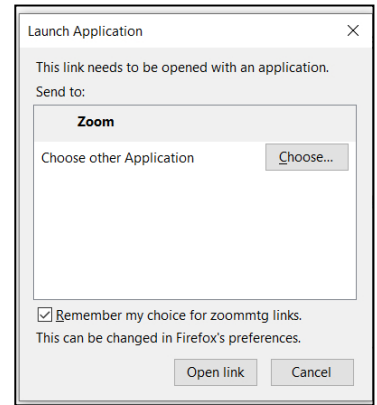 Launch Application
This link needs to be opened with an application.
Send to:
Zoom
Choose other Application Choose...
Remember my choice for zoommtg links.
This can be changed in Firefox's preferences.
Open link Cancel